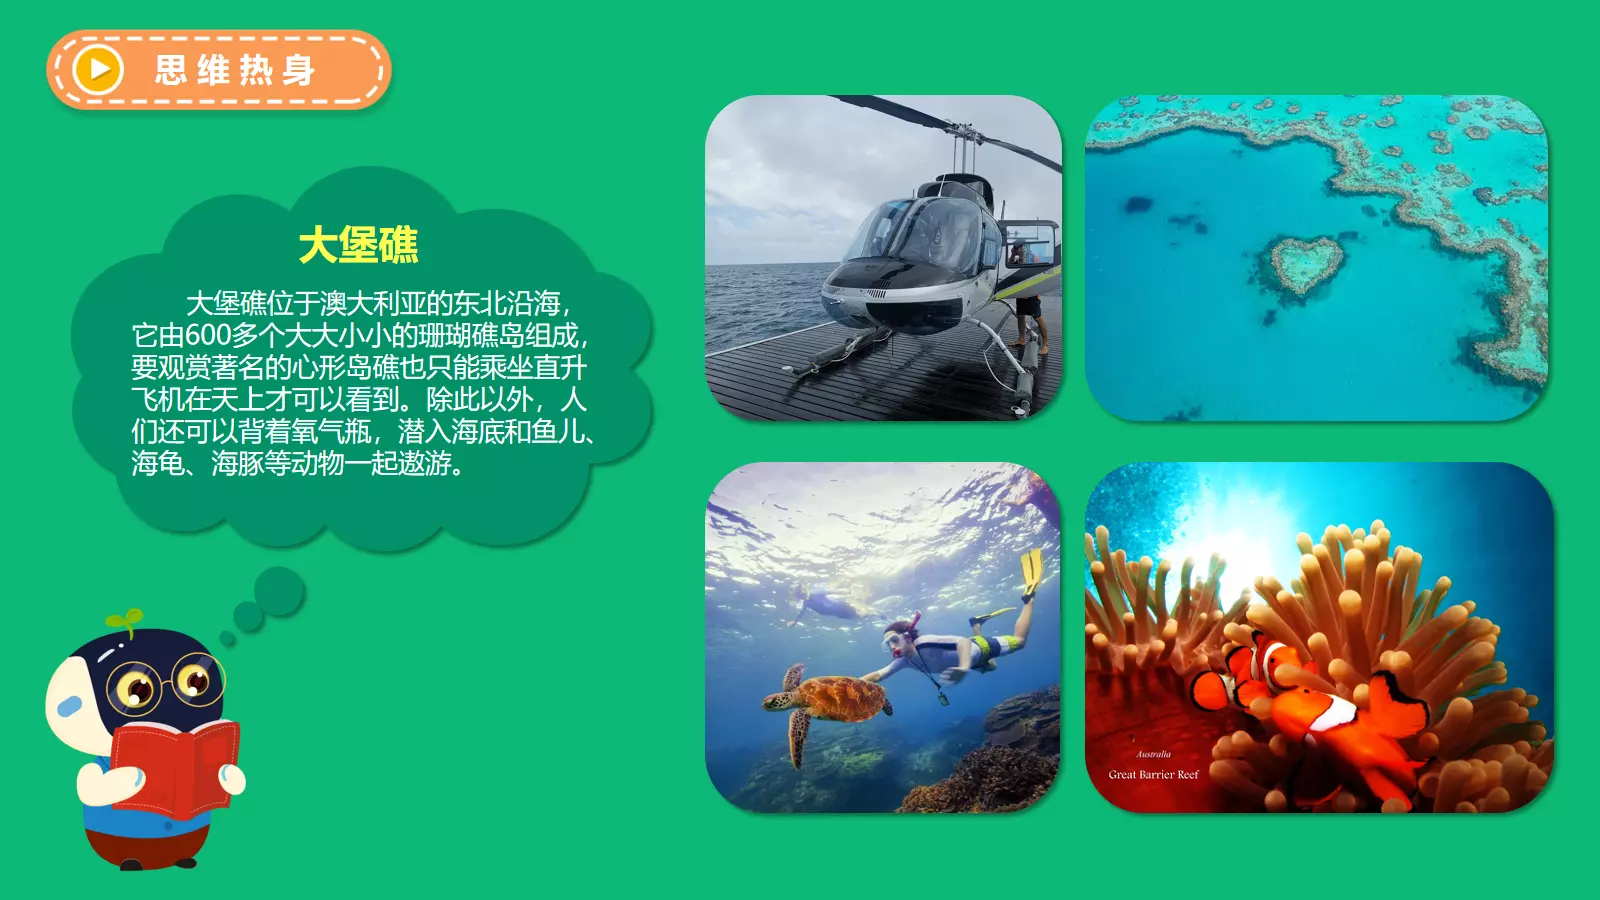 思维热身
大堡礁
大堡礁位于澳大利亚的东北沿海，
它由600多个大大小小的珊瑚礁岛组成，
要观赏著名的心形岛礁也只能乘坐直升
飞机在天上才可以看到。除此以外，人
们还可以背着氧气瓶，潜入海底和鱼儿、
海龟、海豚等动物一起遨游。
Australia
Great Barrier Reef